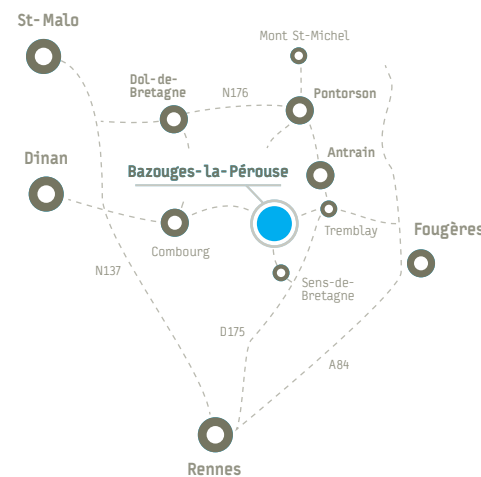 St-Malo
Mont St-Michel
Dol-de-
Bretagne
N176
Pontorson
Antrain
Dinan
Bazouges-la-Pérouse
Tremblay
Fougères
Combourg
N137
Sens-de-
Bretagne
D175
A84
Rennes